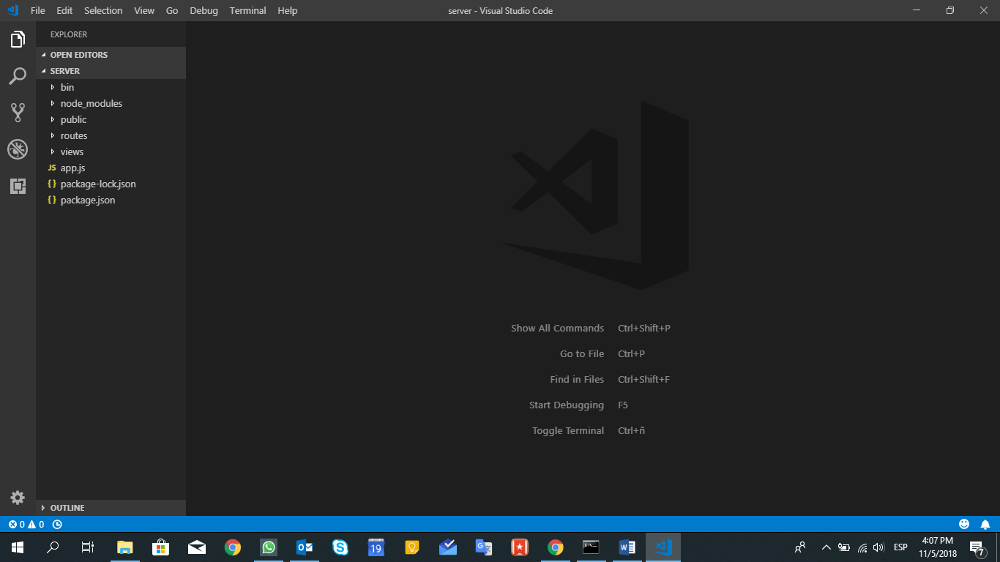 File Edit Selection View Go Debug Terminal Help
server - Visual Studio Code
EXPLORER
OPEN EDITORS
SERVER
bin
node_modules
public
routes
views
JS app.js
{ } package-lock.json
{ } package.json
Show All Commands Ctrl+Shift+P
Go to File Ctrl+P
Find in Files Ctrl+Shift+F
Start Debugging F5
Toggle Terminal Ctrl+ñ
OUTLINE
0 0
19
ESP
4:07 PM
11/5/2018
7